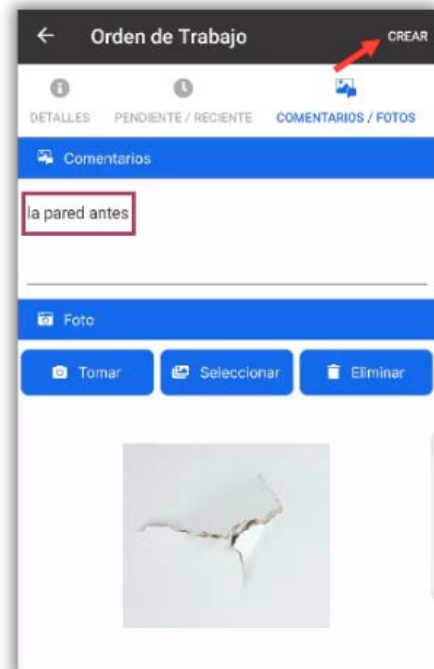 Orden de Trabajo
CREAR
DETALLES
PENDIENTE / RECIENTE
COMENTARIOS / FOTOS
Comentarios
la pared antes
Foto
Tomar
Seleccionar
Eliminar